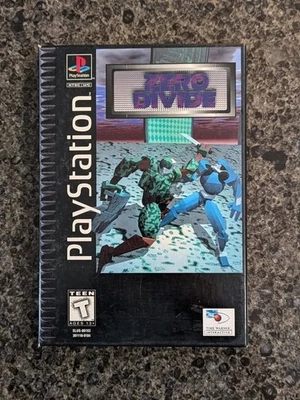 PlayStation
ZERO
DIVIDE
PlayStation
TEEN
T
AGES 13+
TIME WARNER
INTERACTIVE